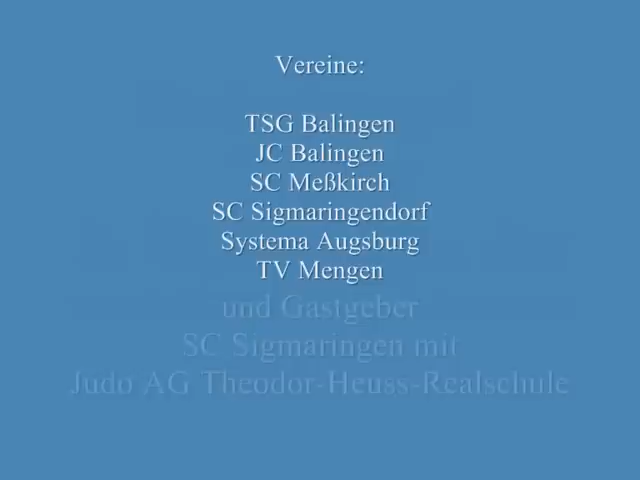 Vereine:
TSG Balingen
JC Balingen
SC Meßkirch
SC Sigmaringendorf
Systema Augsburg
TV Mengen
und Gastgeber
SC Sigmaringen mit
Judo AG Theodor-Heuss-Realschule